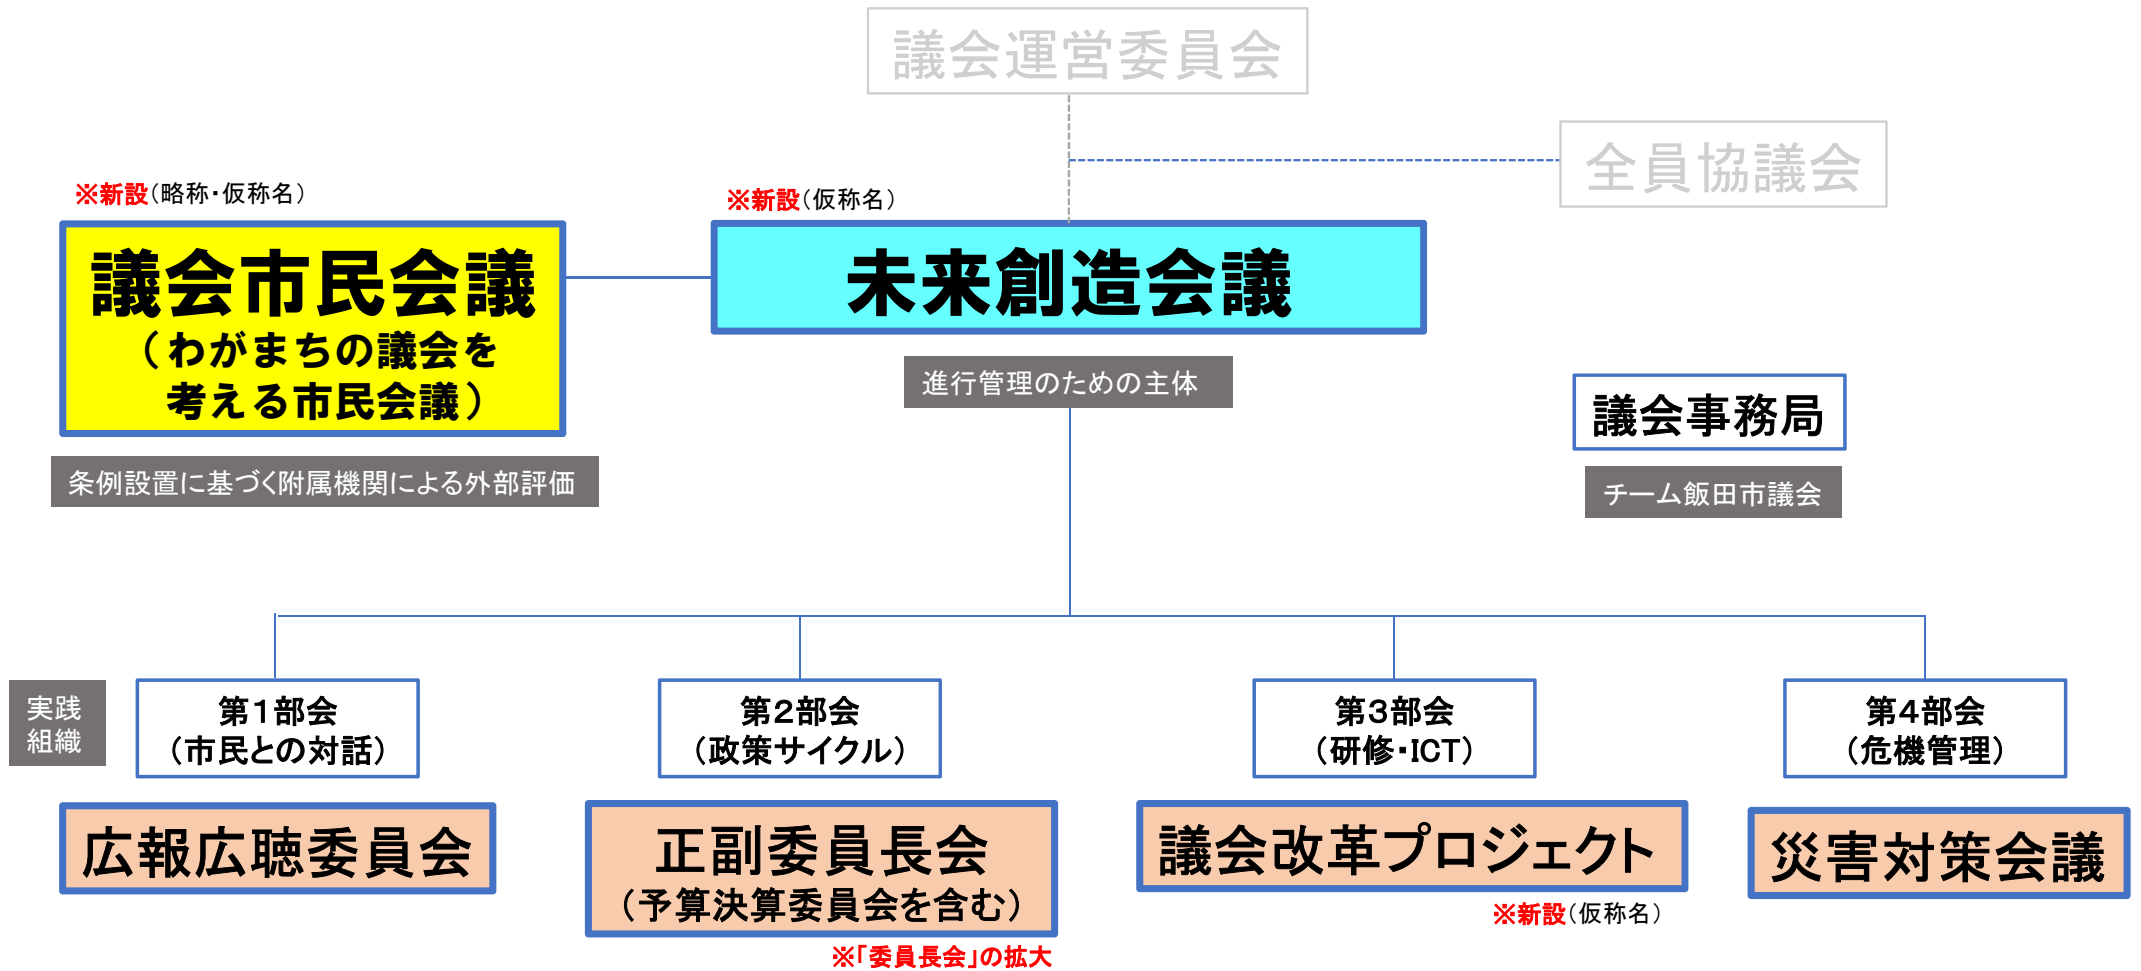 議会運営委員会
全員協議会
※新設(略称・仮称名)
※新設(仮称名)
議会市民会議
(わがまちの議会を
考える市民会議)
未来創造会議
進行管理のための主体
議会事務局
条例設置に基づく附属機関による外部評価
チーム飯田市議会
実践
組織
第1部会
(市民との対話)
第2部会
(政策サイクル)
第3部会
(研修・ICT)
第4部会
(危機管理)
広報広聴委員会
正副委員長会
(予算決算委員会を含む)
議会改革プロジェクト
災害対策会議
※新設(仮称名)
※「委員長会」の拡大